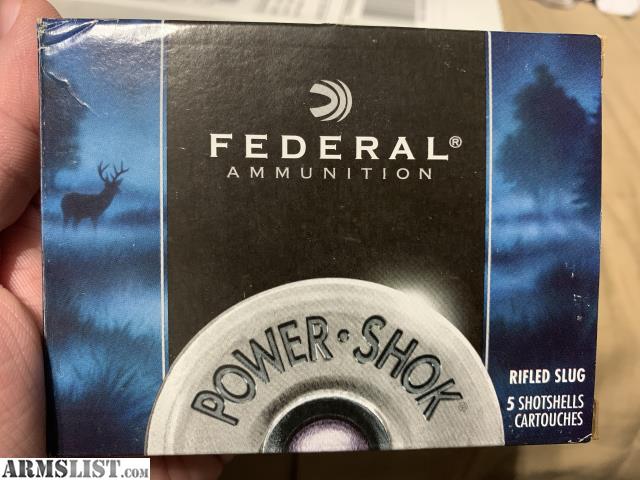 FEDERAL®
AMMUNITION
POWER·SHOK®
RIFLED SLUG
5 SHOTSHELLS
CARTOUCHES
ARMSLIST.COM